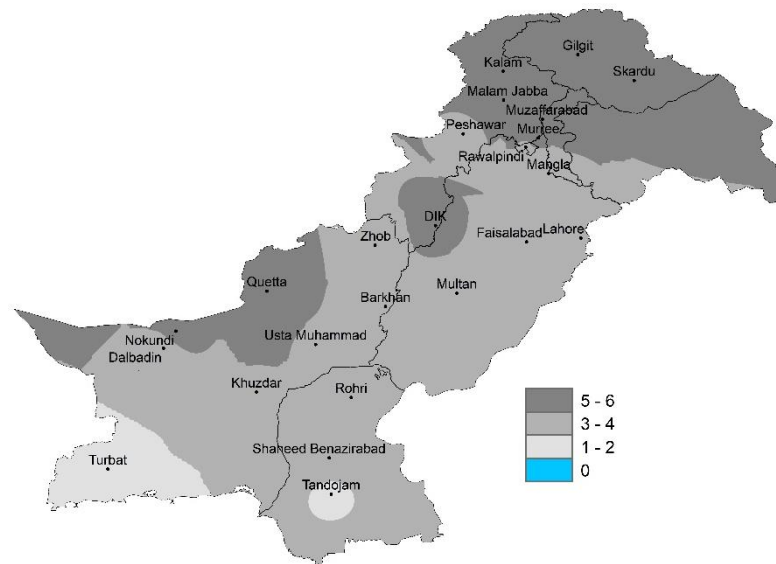 Gilgit
Kalam
Skardu
Malam Jabba
Muzaffarabad
Peshawar
Murree
Rawalpindi
Mangla
DIK
Zhob
Faisalabad
Lahore
Quetta
Multan
Barkhan
Nokundi
Usta Muhammad
Dalbadin
Khuzdar
Rohri
5 - 6
3 - 4
1 - 2
0
Shaheed Benazirabad
Turbat
Tandojam